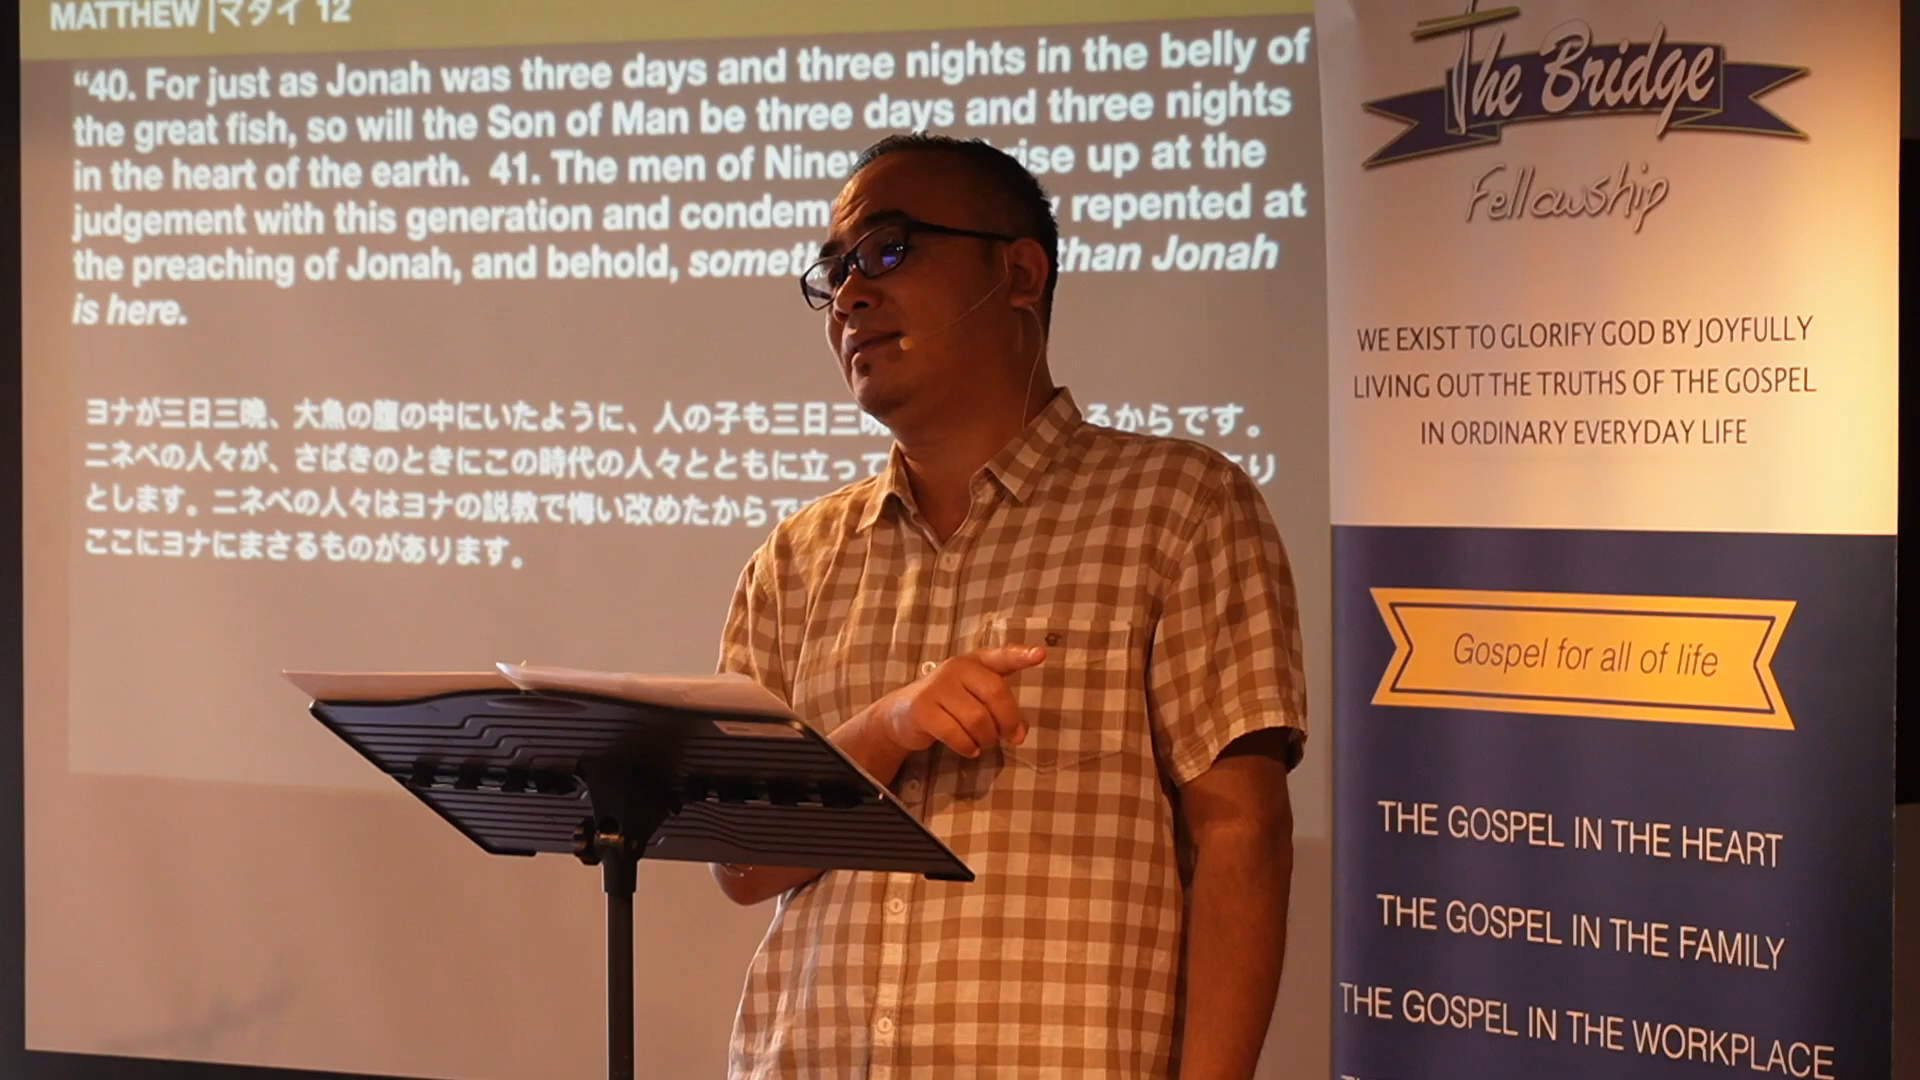 MATTHEW |マタイ 12
“40. For just as Jonah was three days and three nights in the belly of
the great fish, so will the Son of Man be three days and three nights
in the heart of the earth. 41. The men of rise up at the
judgement with this generation and repented at
the preaching of Jonah, and behold, than Jonah
is here.
ヨナが三日三晩、大魚の腹の中にいたように、人の子も三日三 るからです。
ニネベの人々が、さばきのときにこの時代の人々とともに立って
とします。ニネベの人々はヨナの説教で悔い改めたからで
ここにヨナにまさるものがあります。
The Bridge
Fellowship
WE EXIST TO GLORIFY GOD BY JOYFULLY
LIVING OUT THE TRUTHS OF THE GOSPEL
IN ORDINARY EVERYDAY LIFE
Gospel for all of life
THE GOSPEL IN THE HEART
THE GOSPEL IN THE FAMILY
THE GOSPEL IN THE WORKPLACE